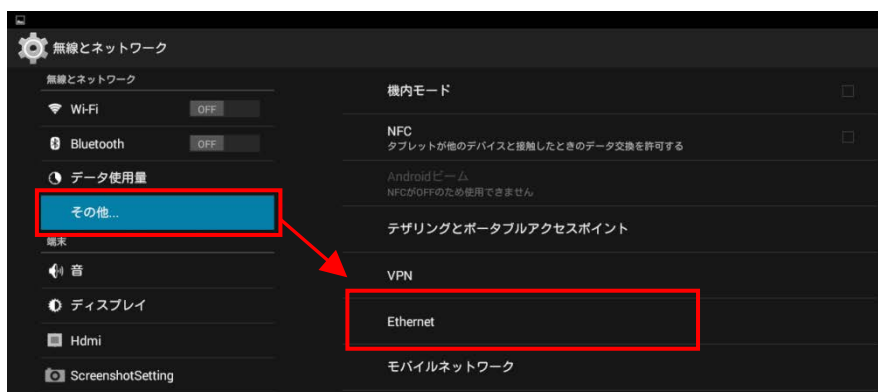 無線とネットワーク
無線とネットワーク
Wi-Fi
OFF
Bluetooth
OFF
データ使用量
その他...
端末
音
ディスプレイ
Hdmi
ScreenshotSetting
機内モード
NFC
タブレットが他のデバイスと接触したときのデータ交換を許可する
Androidビーム
NFCがOFFのため使用できません
テザリングとポータブルアクセスポイント
VPN
Ethernet
モバイルネットワーク